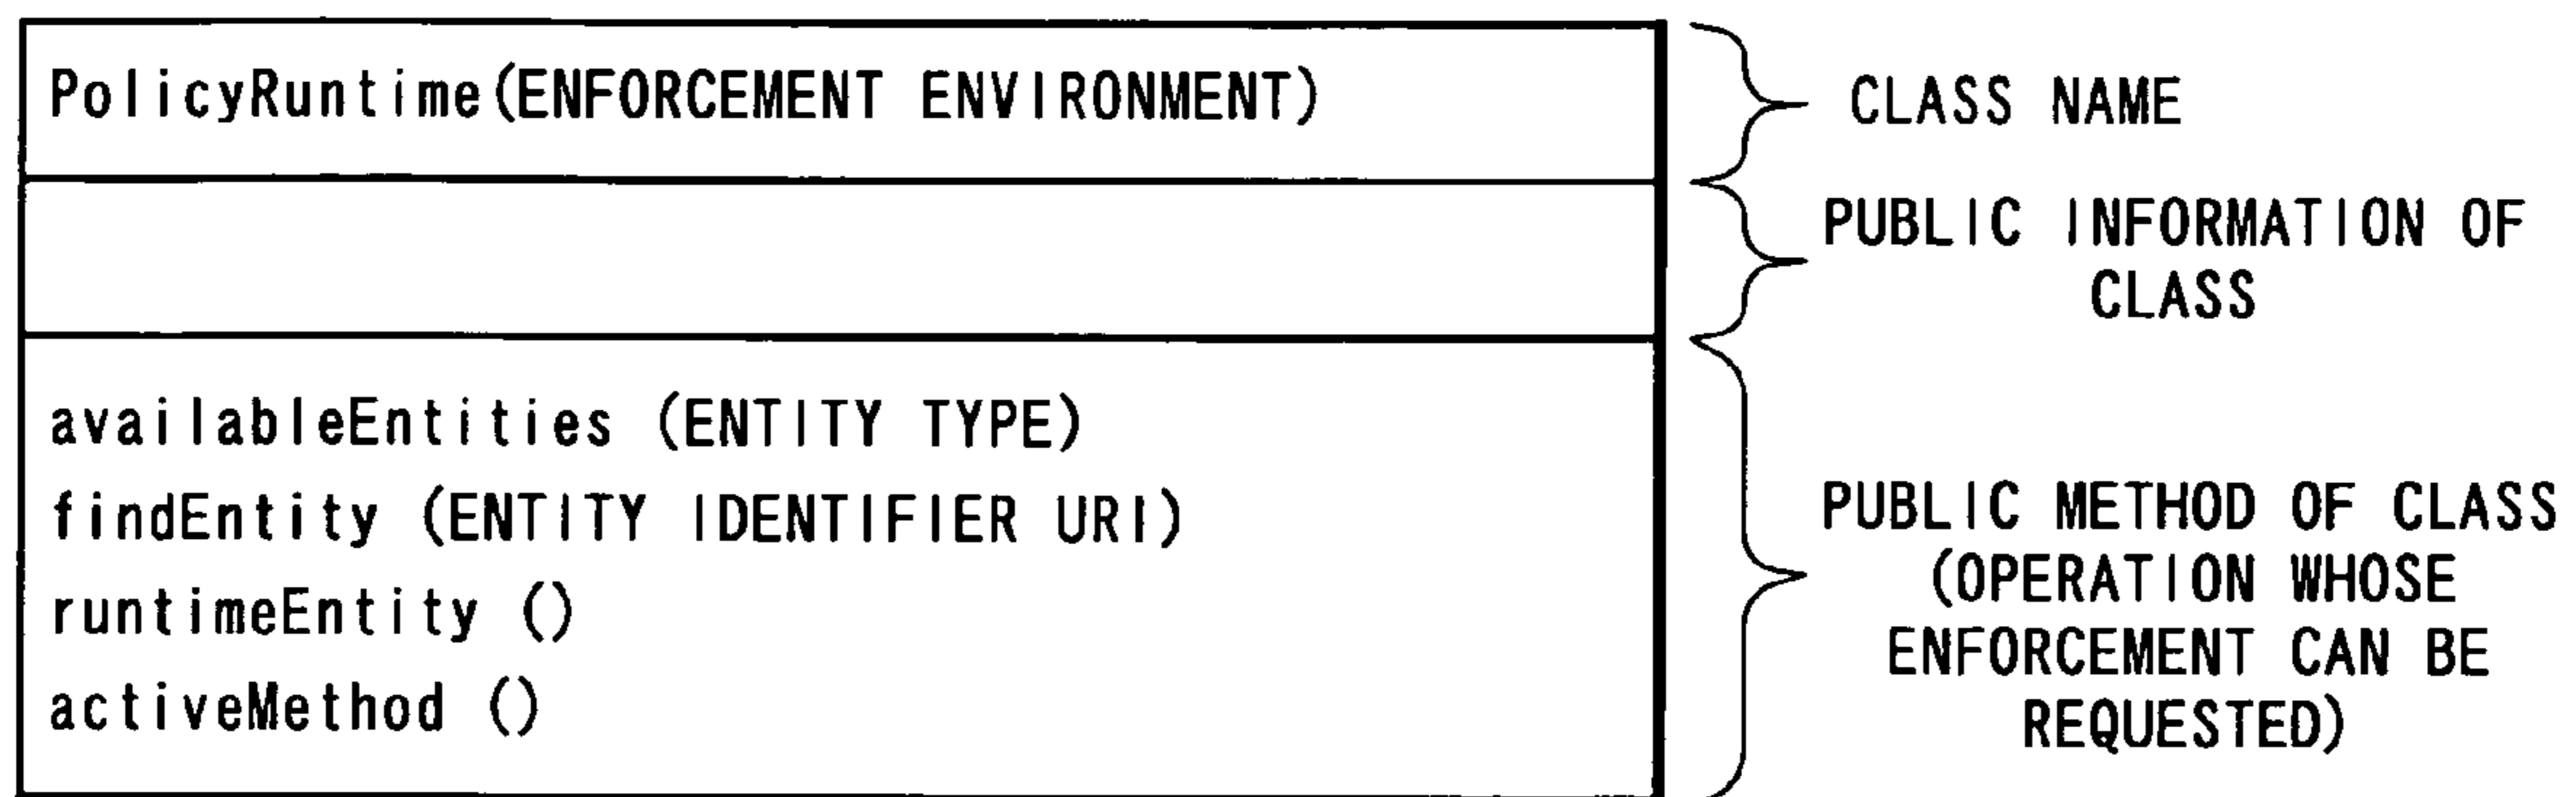 PolicyRuntime(ENFORCEMENT ENVIRONMENT)
CLASS NAME
PUBLIC INFORMATION OF
CLASS
availableEntities (ENTITY TYPE)
findEntity (ENTITY IDENTIFIER URI)
runtimeEntity ()
activeMethod ()
PUBLIC METHOD OF CLASS
(OPERATION WHOSE
ENFORCEMENT CAN BE
REQUESTED)